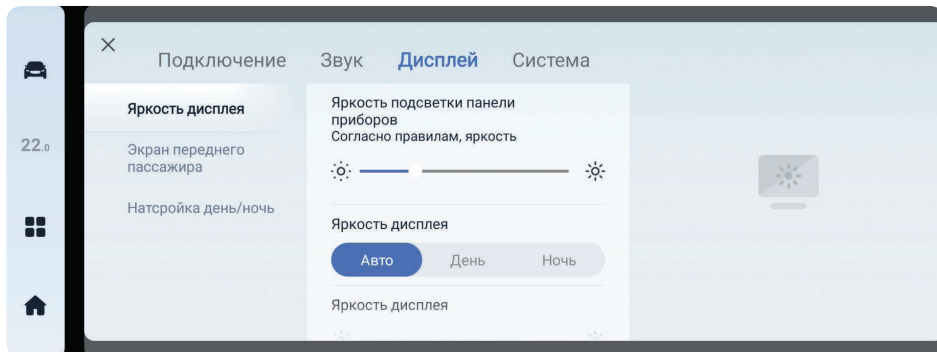 Подключение Звук Дисплей Система
Яркость дисплея
Экран переднего
пассажира
Натсройка день/ночь
22.0
Яркость подсветки панели
приборов
Согласно правилам, яркость
Яркость дисплея
Авто День Ночь
Яркость дисплея